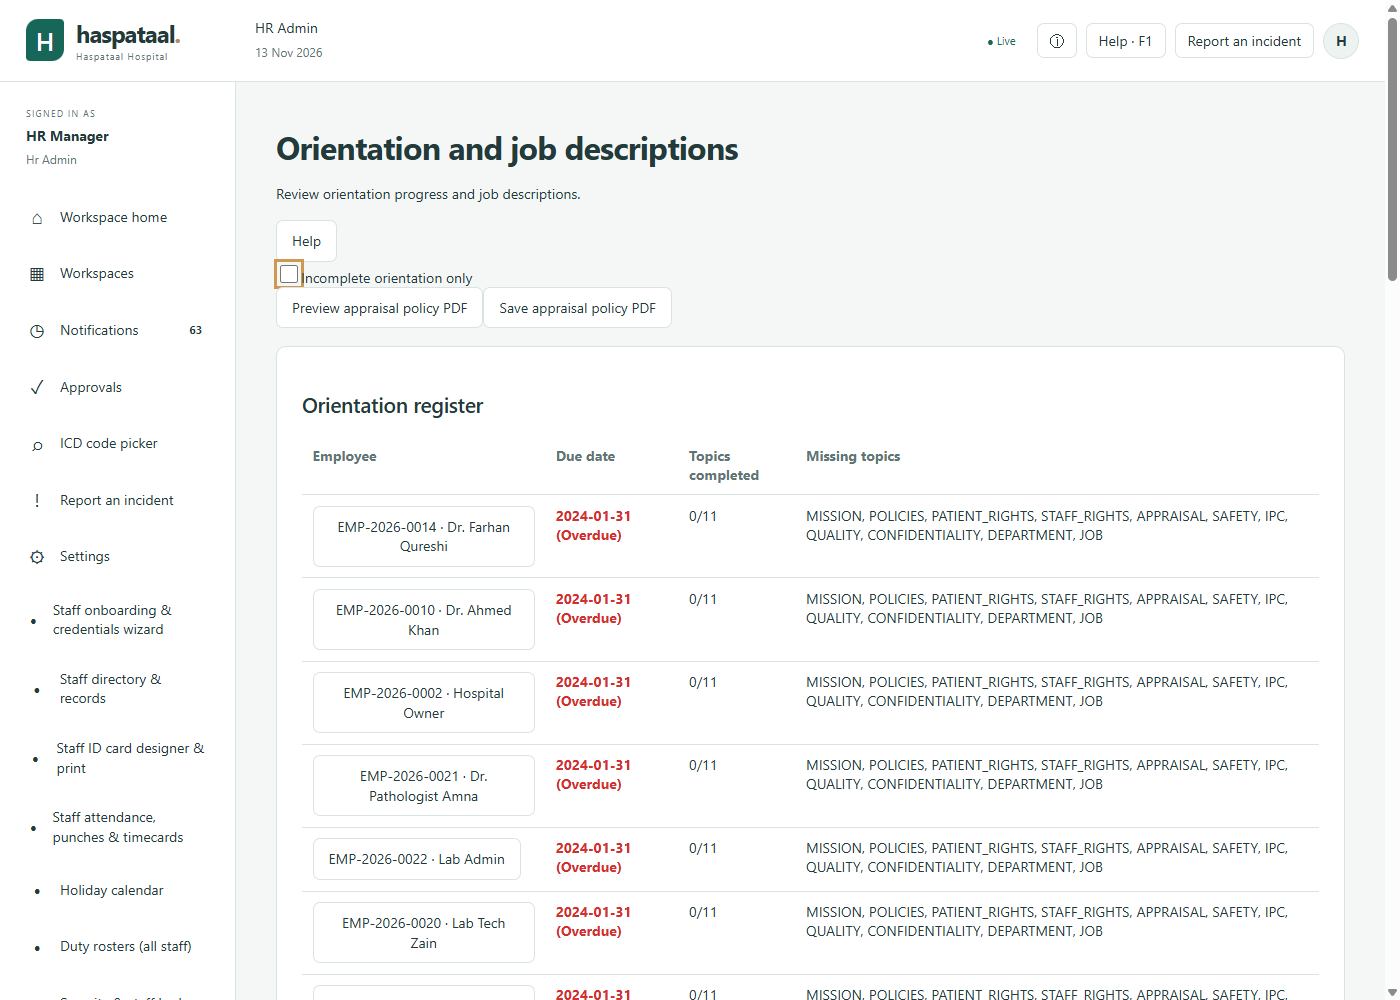 H
haspataal.
Haspataal Hospital
HR Admin
13 Nov 2026
Live
Help · F1
Report an incident
H
SIGNED IN AS
HR Manager
Hr Admin
Workspace home
Workspaces
Notifications
63
Approvals
ICD code picker
Report an incident
Settings
Staff onboarding &
credentials wizard
Staff directory &
records
Staff ID card designer &
print
Staff attendance,
punches & timecards
Holiday calendar
Duty rosters (all staff)
Orientation and job descriptions
Review orientation progress and job descriptions.
Help
Incomplete orientation only
Preview appraisal policy PDF
Save appraisal policy PDF
Orientation register
Employee
Due date
Topics
completed
Missing topics
EMP-2026-0014 · Dr. Farhan
Qureshi
2024-01-31
(Overdue)
0/11
MISSION, POLICIES, PATIENT_RIGHTS, STAFF_RIGHTS, APPRAISAL, SAFETY, IPC,
QUALITY, CONFIDENTIALITY, DEPARTMENT, JOB
EMP-2026-0010 · Dr. Ahmed
Khan
2024-01-31
(Overdue)
0/11
MISSION, POLICIES, PATIENT_RIGHTS, STAFF_RIGHTS, APPRAISAL, SAFETY, IPC,
QUALITY, CONFIDENTIALITY, DEPARTMENT, JOB
EMP-2026-0002 · Hospital
Owner
2024-01-31
(Overdue)
0/11
MISSION, POLICIES, PATIENT_RIGHTS, STAFF_RIGHTS, APPRAISAL, SAFETY, IPC,
QUALITY, CONFIDENTIALITY, DEPARTMENT, JOB
EMP-2026-0021 · Dr.
Pathologist Amna
2024-01-31
(Overdue)
0/11
MISSION, POLICIES, PATIENT_RIGHTS, STAFF_RIGHTS, APPRAISAL, SAFETY, IPC,
QUALITY, CONFIDENTIALITY, DEPARTMENT, JOB
EMP-2026-0022 · Lab Admin
2024-01-31
(Overdue)
0/11
MISSION, POLICIES, PATIENT_RIGHTS, STAFF_RIGHTS, APPRAISAL, SAFETY, IPC,
QUALITY, CONFIDENTIALITY, DEPARTMENT, JOB
EMP-2026-0020 · Lab Tech
Zain
2024-01-31
(Overdue)
0/11
MISSION, POLICIES, PATIENT_RIGHTS, STAFF_RIGHTS, APPRAISAL, SAFETY, IPC,
QUALITY, CONFIDENTIALITY, DEPARTMENT, JOB
2024-01-31
0/11
MISSION, POLICIES, PATIENT_RIGHTS, STAFF_RIGHTS, APPRAISAL, SAFETY, IPC,